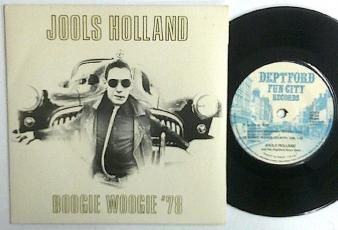 JOOLS HOLLAND
BOOGIE WOOGIE '78
DEPTFORD
FUN CITY
RECORDS
JOOLS HOLLAND